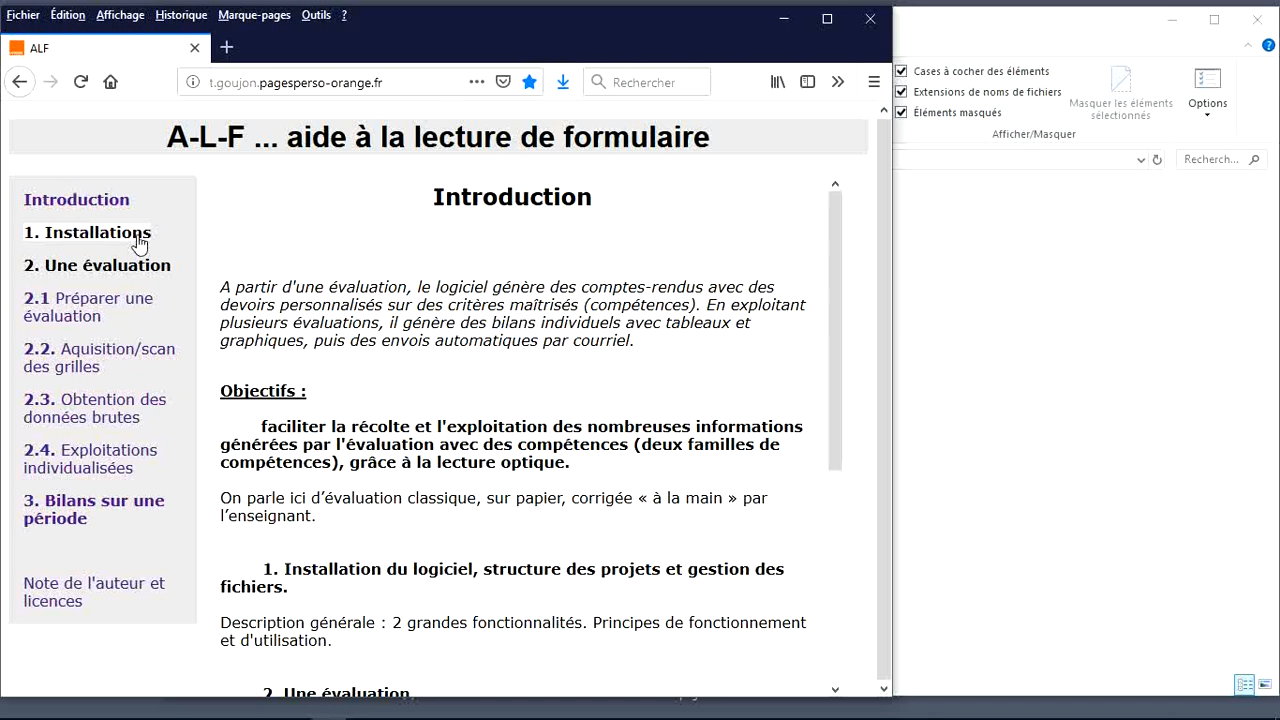 Fichier Édition Affichage Historique Marque-pages Outils ?
ALF
t.goujon.pagesperso-orange.fr
Rechercher
A-L-F ... aide à la lecture de formulaire
Introduction
1. Installations
2. Une évaluation
2.1 Préparer une
évaluation
2.2. Aquisition/scan
des grilles
2.3. Obtention des
données brutes
2.4. Exploitations
individualisées
3. Bilans sur une
période
Note de l'auteur et
licences
Introduction
A partir d'une évaluation, le logiciel génère des comptes-rendus avec des
devoirs personnalisés sur des critères maîtrisés (compétences). En exploitant
plusieurs évaluations, il génère des bilans individuels avec tableaux et
graphiques, puis des envois automatiques par courriel.
Objectifs :
faciliter la récolte et l'exploitation des nombreuses informations
générées par l'évaluation avec des compétences (deux familles de
compétences), grâce à la lecture optique.
On parle ici d’évaluation classique, sur papier, corrigée « à la main » par
l’enseignant.
1. Installation du logiciel, structure des projets et gestion des
fichiers.
Description générale : 2 grandes fonctionnalités. Principes de fonctionnement
et d'utilisation.
2. Une évaluation.
Cases à cocher des éléments
Extensions de noms de fichiers
Éléments masqués
Masquer les éléments
sélectionnés
Options
Afficher/Masquer
Recherch...